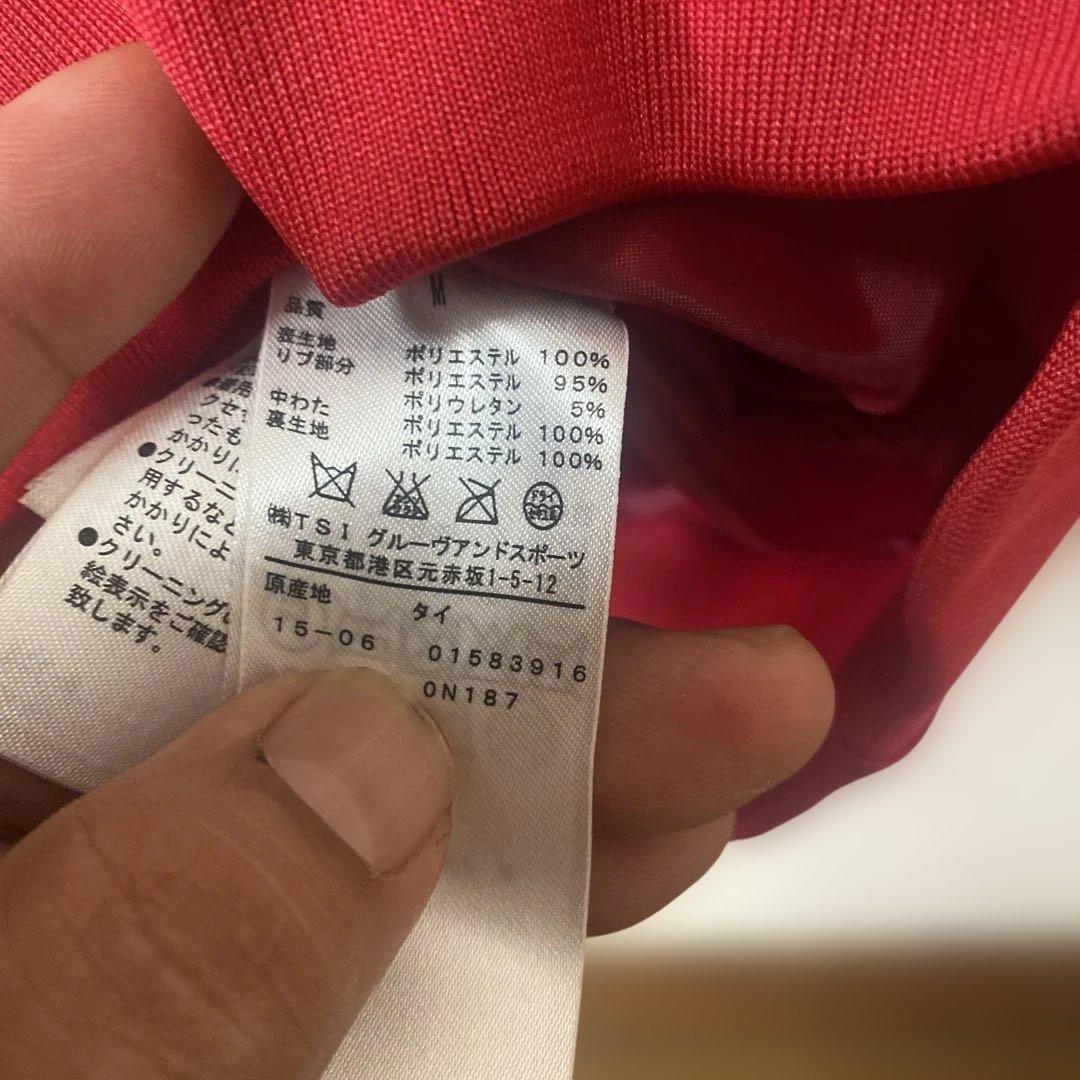 M
品質
表生地 ポリエステル 100%
リブ部分 ポリエステル 95%
ポリウレタン 5%
中わた ポリエステル 100%
裏生地 ポリエステル 100%
㈱TSI グルーヴアンドスポーツ
東京都港区元赤坂1-5-12
原産地 タイ
15-06 01583916
0N187
クセ
ったも
かかりに
●クリーニ
用するなど
かかりによ
さい。
●クリーニング
絵表示をご確認
致します。